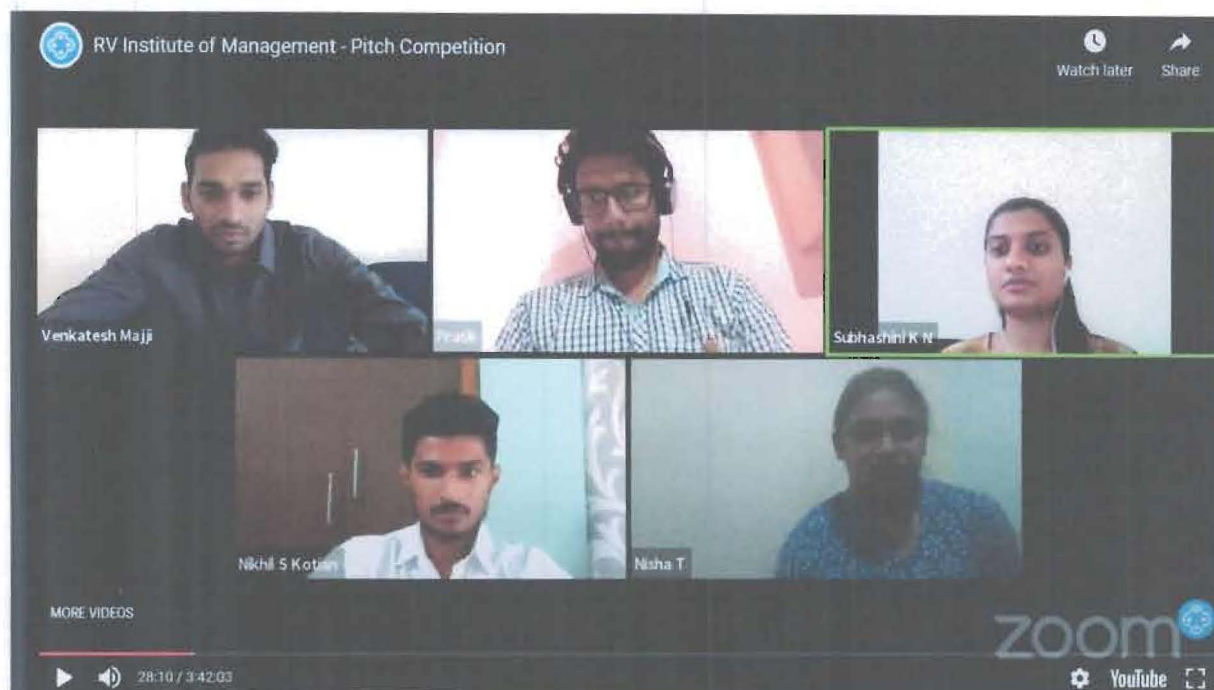 RV Institute of Management - Pitch Competition
Watch later Share
Venkatesh Majji
Pratik
Subhashini K N
Nikhil S Kotian
Nisha T
MORE VIDEOS
zoom
28:10 / 3:42:03
YouTube